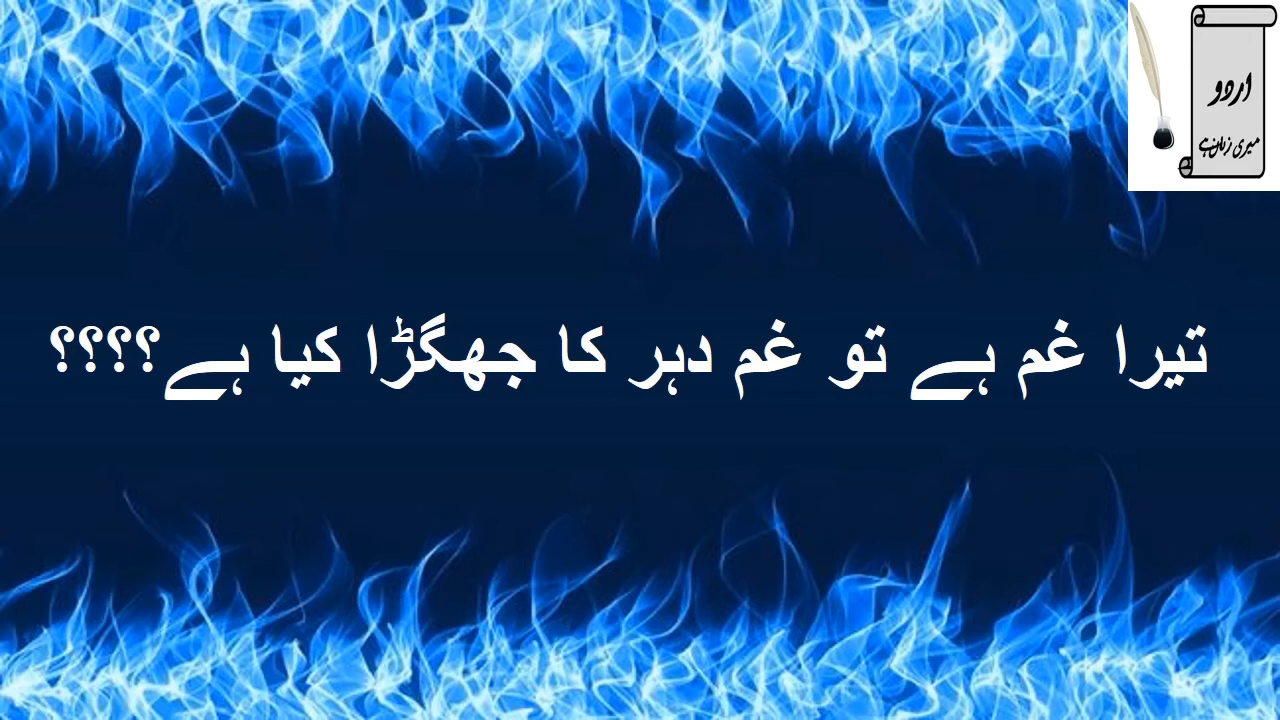 اردو
میری زبان ہے
تیرا غم ہے تو غم دہر کا جھگڑا کیا ہے؟؟؟؟